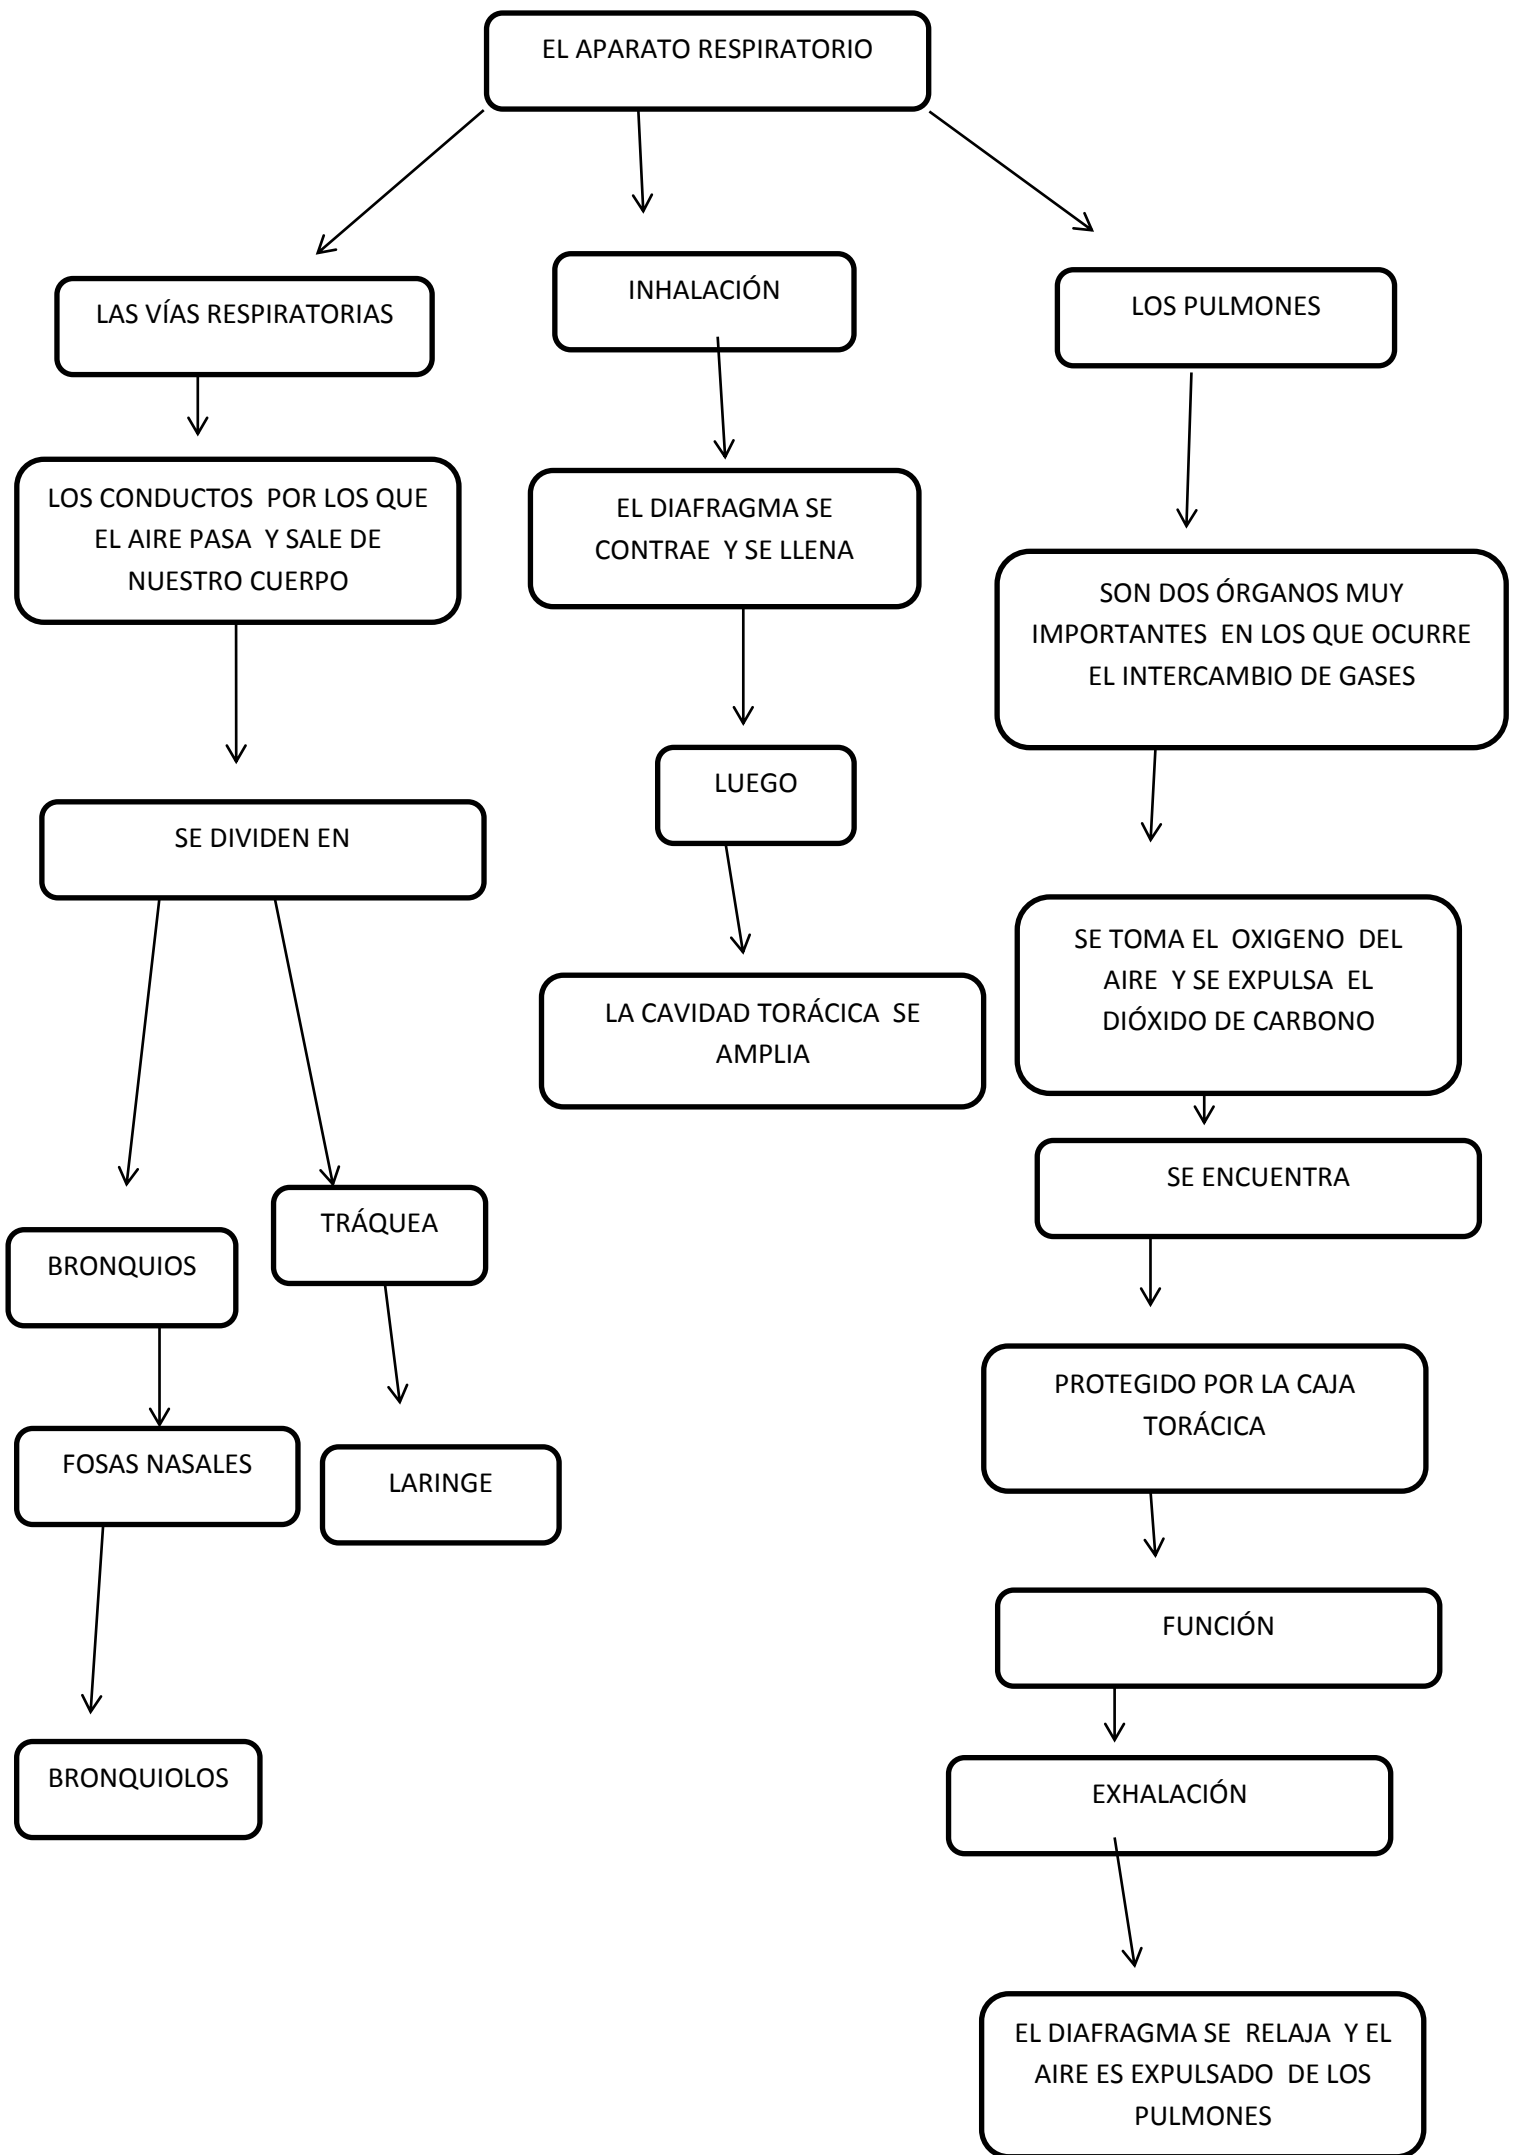 EL APARATO RESPIRATORIO
LAS VÍAS RESPIRATORIAS
INHALACIÓN
LOS PULMONES
LOS CONDUCTOS POR LOS QUE
EL AIRE PASA Y SALE DE
NUESTRO CUERPO
EL DIAFRAGMA SE
CONTRAE Y SE LLENA
SON DOS ÓRGANOS MUY
IMPORTANTES EN LOS QUE OCURRE
EL INTERCAMBIO DE GASES
LUEGO
SE DIVIDEN EN
SE TOMA EL OXIGENO DEL
AIRE Y SE EXPULSA EL
DIÓXIDO DE CARBONO
LA CAVIDAD TORÁCICA SE
AMPLIA
SE ENCUENTRA
TRÁQUEA
BRONQUIOS
PROTEGIDO POR LA CAJA
TORÁCICA
FOSAS NASALES
LARINGE
FUNCIÓN
BRONQUIOLOS
EXHALACIÓN
EL DIAFRAGMA SE RELAJA Y EL
AIRE ES EXPULSADO DE LOS
PULMONES